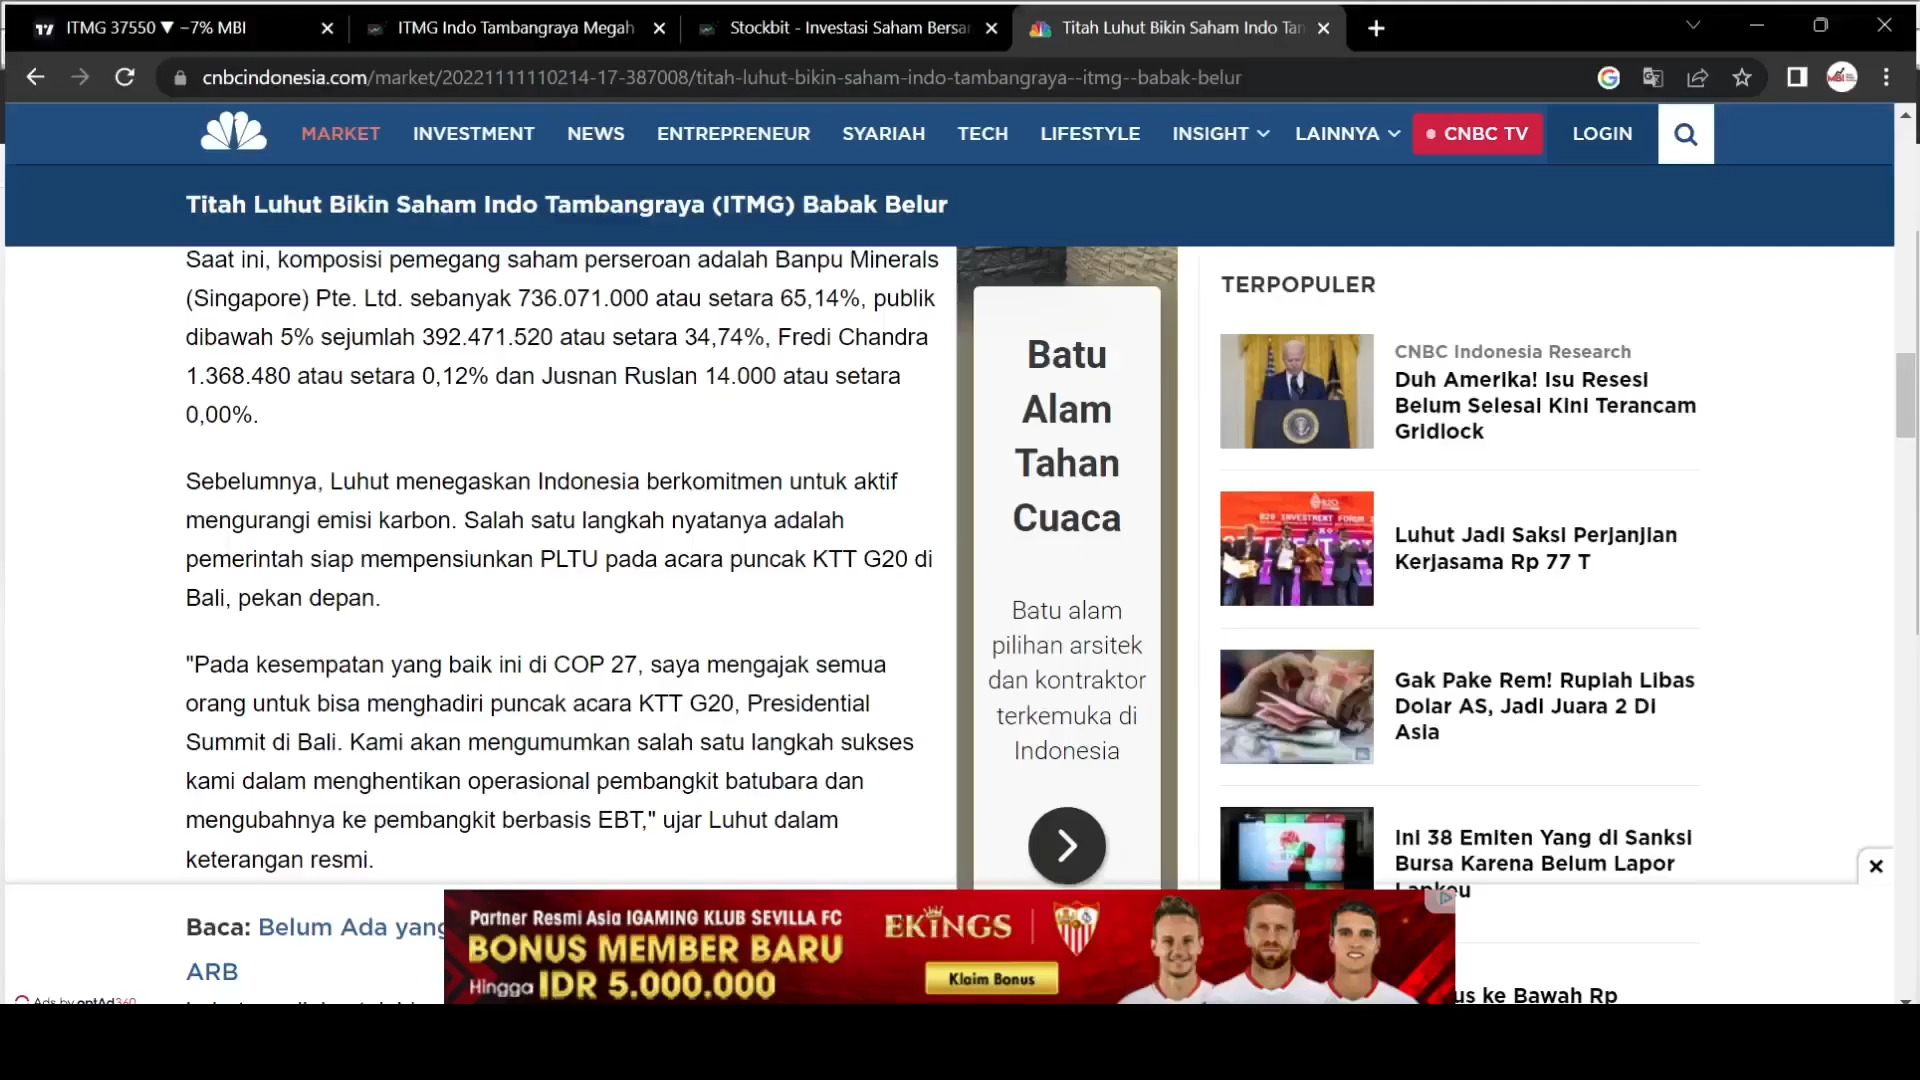 ITMG 37550 ▼ −7% MBI
ITMG Indo Tambangraya Megah
Stockbit - Investasi Saham Bersa
Titah Luhut Bikin Saham Indo Ta
cnbcindonesia.com/market/20221111110214-17-387008/titah-luhut-bikin-saham-indo-tambangraya--itmg--babak-belur
MARKET INVESTMENT NEWS ENTREPRENEUR SYARIAH TECH LIFESTYLE INSIGHT LAINNYA CNBC TV LOGIN
Titah Luhut Bikin Saham Indo Tambangraya (ITMG) Babak Belur
Saat ini, komposisi pemegang saham perseroan adalah Banpu Minerals
(Singapore) Pte. Ltd. sebanyak 736.071.000 atau setara 65,14%, publik
dibawah 5% sejumlah 392.471.520 atau setara 34,74%, Fredi Chandra
1.368.480 atau setara 0,12% dan Jusnan Ruslan 14.000 atau setara
0,00%.
Sebelumnya, Luhut menegaskan Indonesia berkomitmen untuk aktif
mengurangi emisi karbon. Salah satu langkah nyatanya adalah
pemerintah siap mempensiunkan PLTU pada acara puncak KTT G20 di
Bali, pekan depan.
"Pada kesempatan yang baik ini di COP 27, saya mengajak semua
orang untuk bisa menghadiri puncak acara KTT G20, Presidential
Summit di Bali. Kami akan mengumumkan salah satu langkah sukses
kami dalam menghentikan operasional pembangkit batubara dan
mengubahnya ke pembangkit berbasis EBT," ujar Luhut dalam
keterangan resmi.
Baca: Belum Ada yang
ARB
Ads by optAd360
Batu
Alam
Tahan
Cuaca
Batu alam
pilihan arsitek
dan kontraktor
terkemuka di
Indonesia
TERPOPULER
CNBC Indonesia Research
Duh Amerika! Isu Resesi
Belum Selesai Kini Terancam
Gridlock
Luhut Jadi Saksi Perjanjian
Kerjasama Rp 77 T
Gak Pake Rem! Rupiah Libas
Dolar AS, Jadi Juara 2 Di
Asia
Ini 38 Emiten Yang di Sanksi
Bursa Karena Belum Lapor
Lapkeu
us ke Bawah Rp
Partner Resmi Asia IGAMING KLUB SEVILLA FC
BONUS MEMBER BARU
Hingga IDR 5.000.000
EKINGS
Klaim Bonus